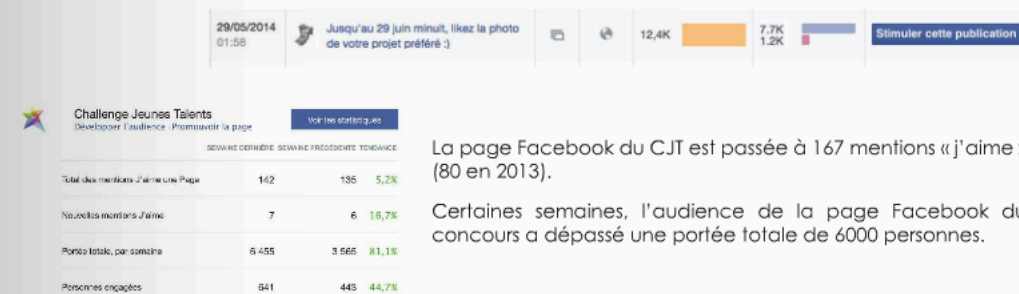 29/05/2014
01:58
Jusqu'au 29 juin minuit, likez la photo
de votre projet préféré :)
12,4K
7.7K
1.2K
Stimuler cette publication
Challenge Jeunes Talents
Développer l'audience · Promouvoir la page
Voir les statistiques
SEMAINE DERNIÈRE SEMAINE PRÉCÉDENTE TENDANCE
Total des mentions J'aime une Page 142 135 5,2%
Nouvelles mentions J'aime 7 6 16,7%
Portée totale, par semaine 6 455 3 565 81,1%
Personnes engagées 641 443 44,7%
La page Facebook du CJT est passée à 167 mentions « j'aime »
(80 en 2013).
Certaines semaines, l'audience de la page Facebook du
concours a dépassé une portée totale de 6000 personnes.